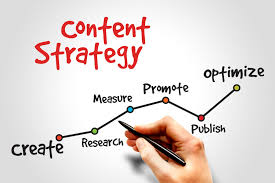 Content
Strategy
Create
Research
Measure
Promote
Publish
Optimize